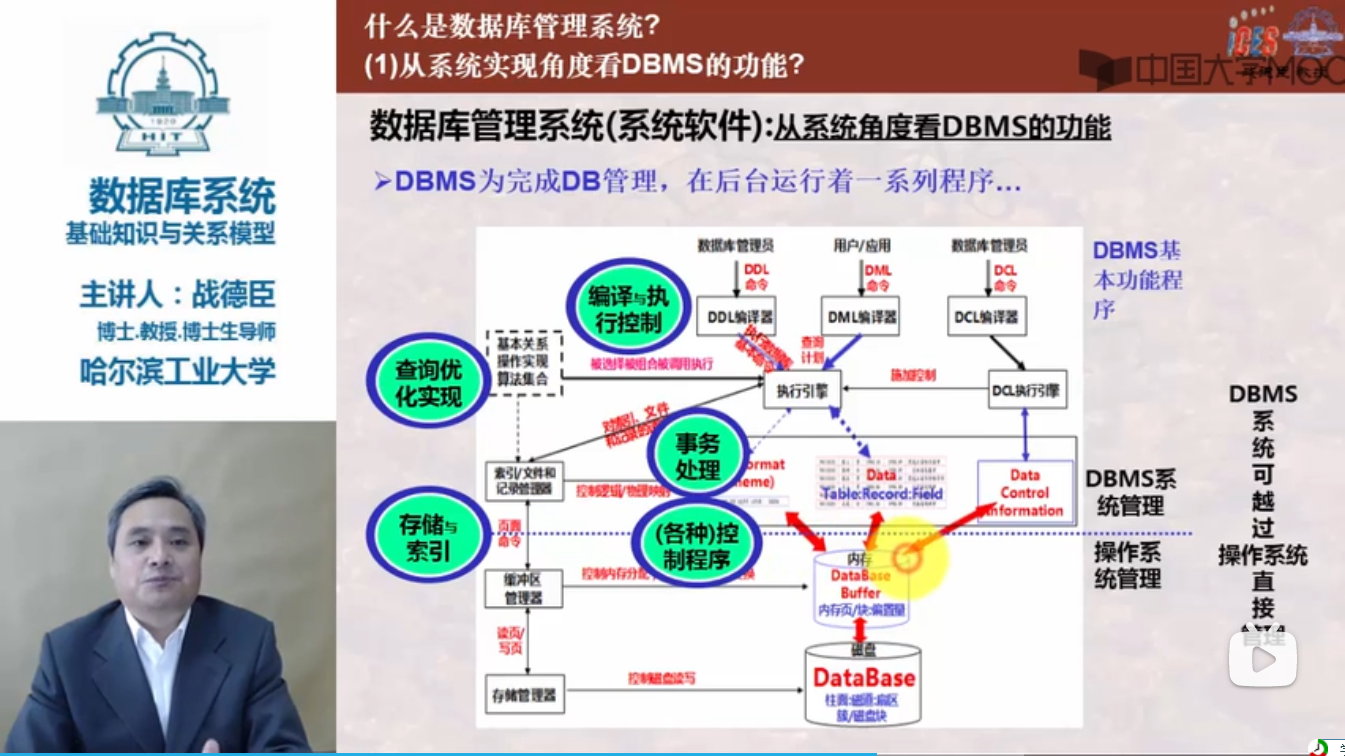 1920
HIT
数据库系统
基础知识与关系模型
主讲人：战德臣
博士.教授.博士生导师
哈尔滨工业大学
什么是数据库管理系统?
(1)从系统实现角度看DBMS的功能?
ICES
中国大学MOO
数据库管理系统(系统软件):从系统角度看DBMS的功能
➢DBMS为完成DB管理，在后台运行着一系列程序…
数据库管理员
用户/应用
数据库管理员
DDL
命令
DML
命令
DCL
命令
DBMS基
本功能程
序
编译与执
行控制
DDL编译器
DML编译器
DCL编译器
查询优
化实现
基本关系
操作实现
算法集合
被选择被组合被调用执行
查询
计划
执行引擎
施加控制
DCL执行引擎
事务
处理
索引/文件和
记录管理器
控制逻辑/物理映射
Data
Table:Record:Field
Data
Control
Information
DBMS系
统管理
存储与
索引
页面
命令
(各种)控
制程序
操作系
统管理
缓冲区
管理器
内存
DataBase
Buffer
内存页/块:偏置量
读页/
写页
存储管理器
控制磁盘读写
磁盘
DataBase
柱面:磁道:扇区
簇/磁盘块
DBMS
系
统
可
越
过
操作系统
直
接
管理